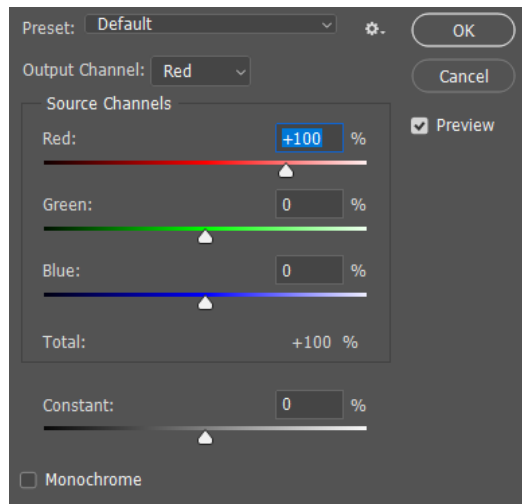 Preset: Default
OK
Output Channel: Red
Cancel
Source Channels
Preview
Red: +100 %
Green: 0 %
Blue: 0 %
Total: +100 %
Constant: 0 %
Monochrome